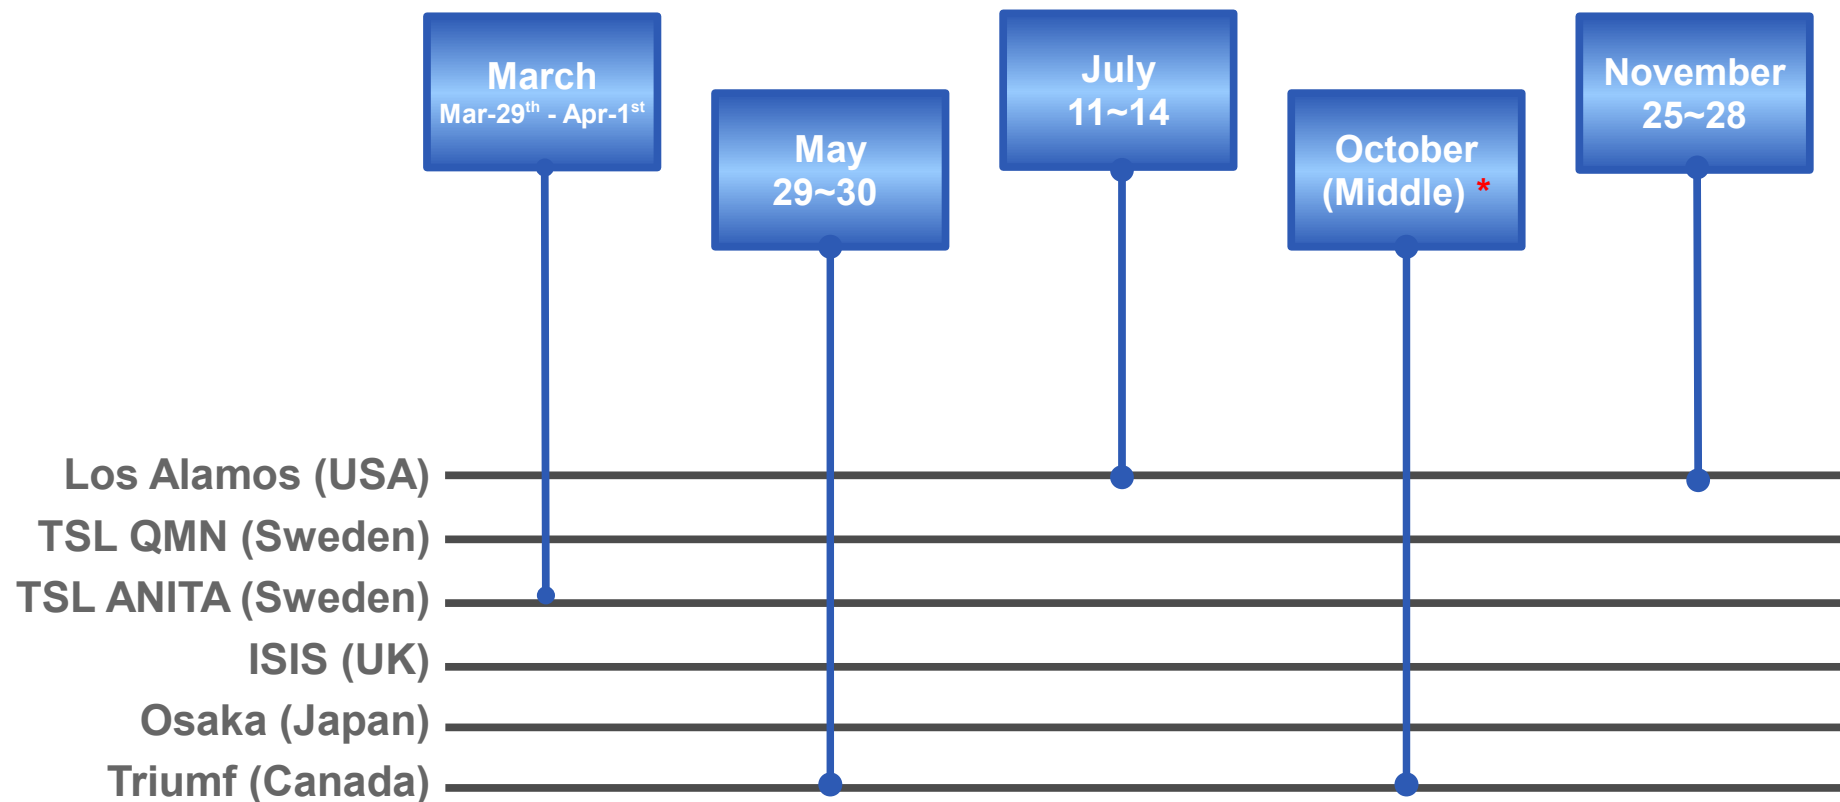 March
Mar-29th - Apr-1st
May
29~30
July
11~14
October
(Middle) *
November
25~28
Los Alamos (USA)
TSL QMN (Sweden)
TSL ANITA (Sweden)
ISIS (UK)
Osaka (Japan)
Triumf (Canada)